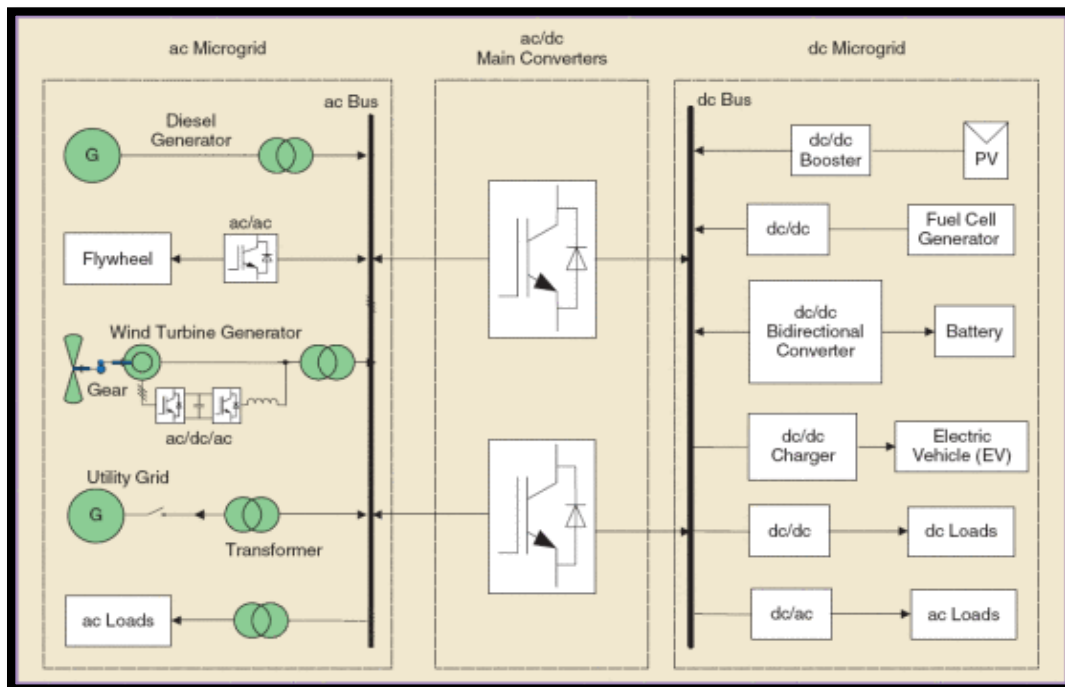 ac Microgrid
ac/dc
Main Converters
dc Microgrid
ac Bus
dc Bus
Diesel
Generator
G
ac/ac
Flywheel
Wind Turbine Generator
Gear
ac/dc/ac
Utility Grid
G
Transformer
ac Loads
dc/dc
Booster
PV
dc/dc
Fuel Cell
Generator
dc/dc
Bidirectional
Converter
Battery
dc/dc
Charger
Electric
Vehicle (EV)
dc/dc
dc Loads
dc/ac
ac Loads